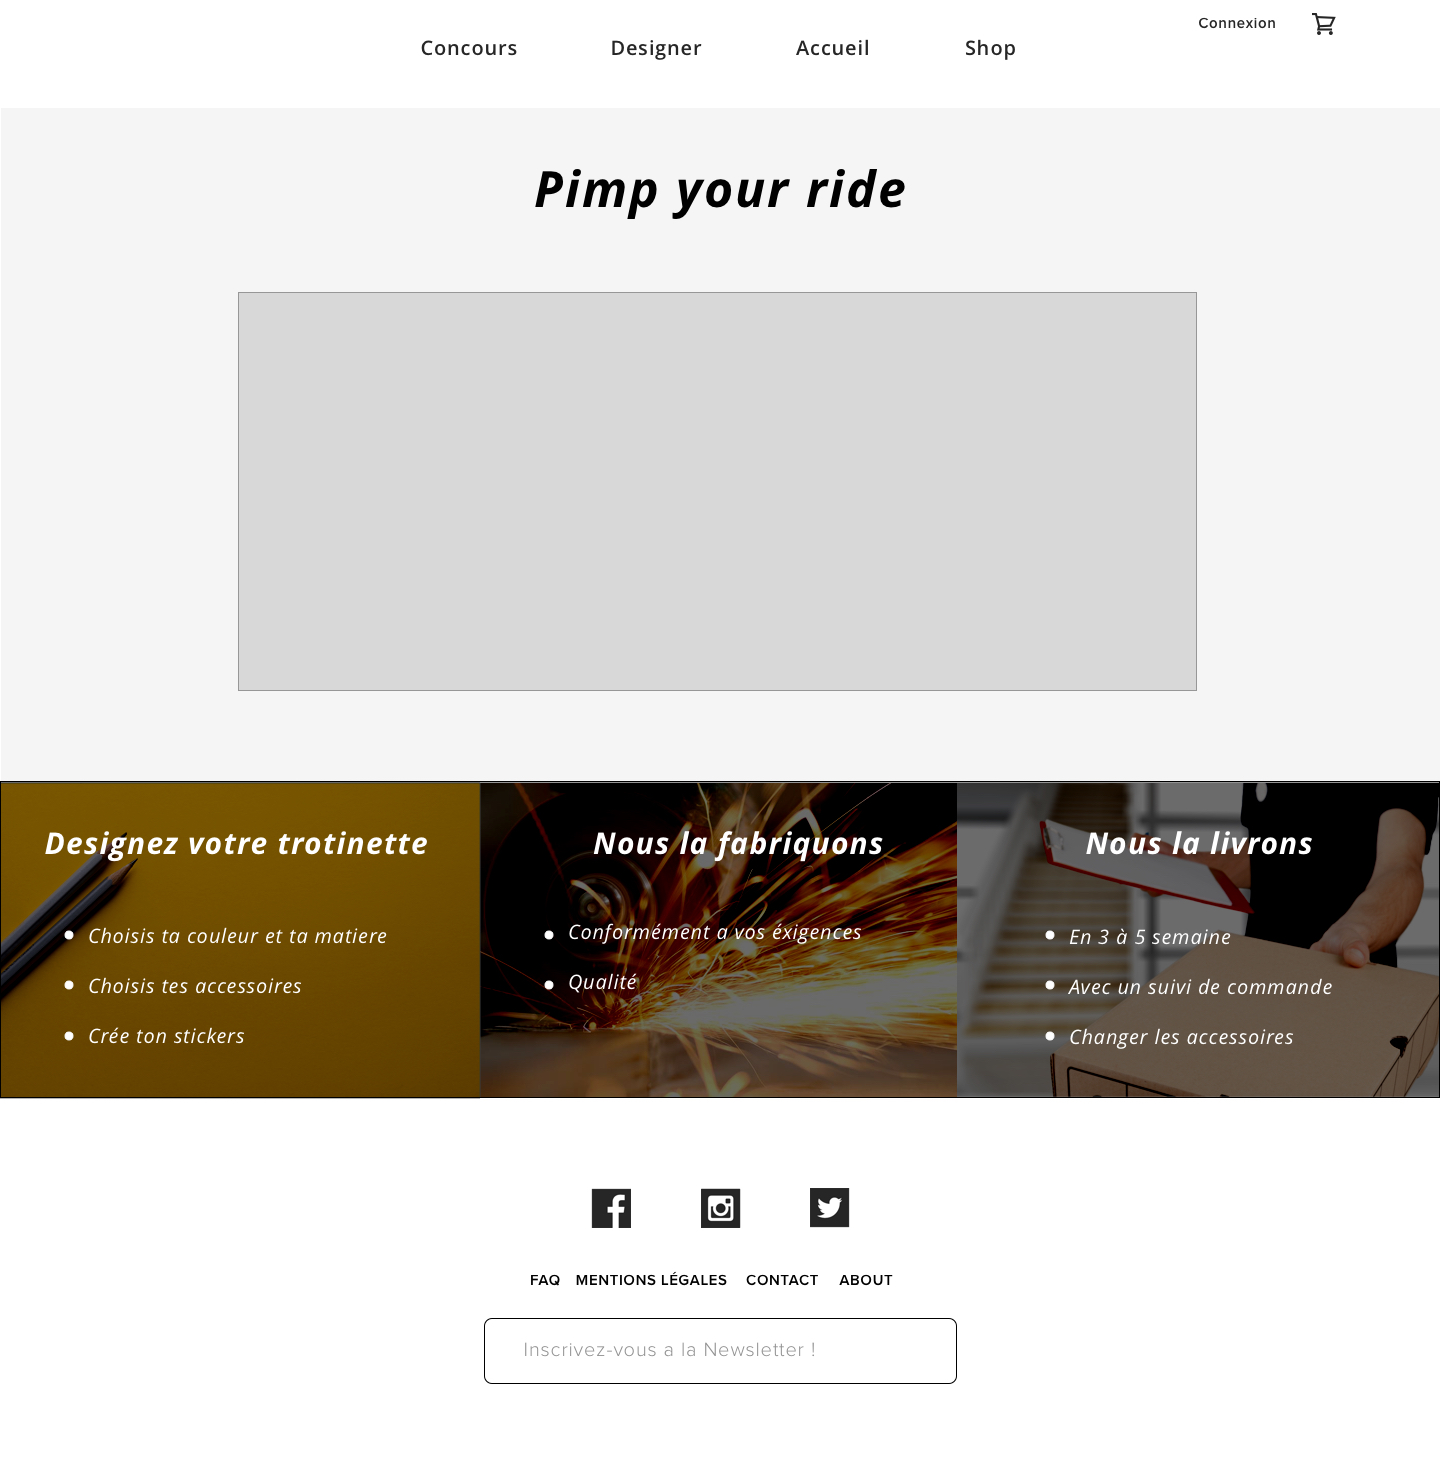 Connexion
Concours Designer Accueil Shop
Pimp your ride
Designez votre trotinette
Choisis ta couleur et ta matiere
Choisis tes accessoires
Crée ton stickers
Nous la fabriquons
Conformément a vos éxigences
Qualité
Nous la livrons
En 3 à 5 semaine
Avec un suivi de commande
Changer les accessoires
FAQ MENTIONS LÉGALES CONTACT ABOUT
Inscrivez-vous a la Newsletter !